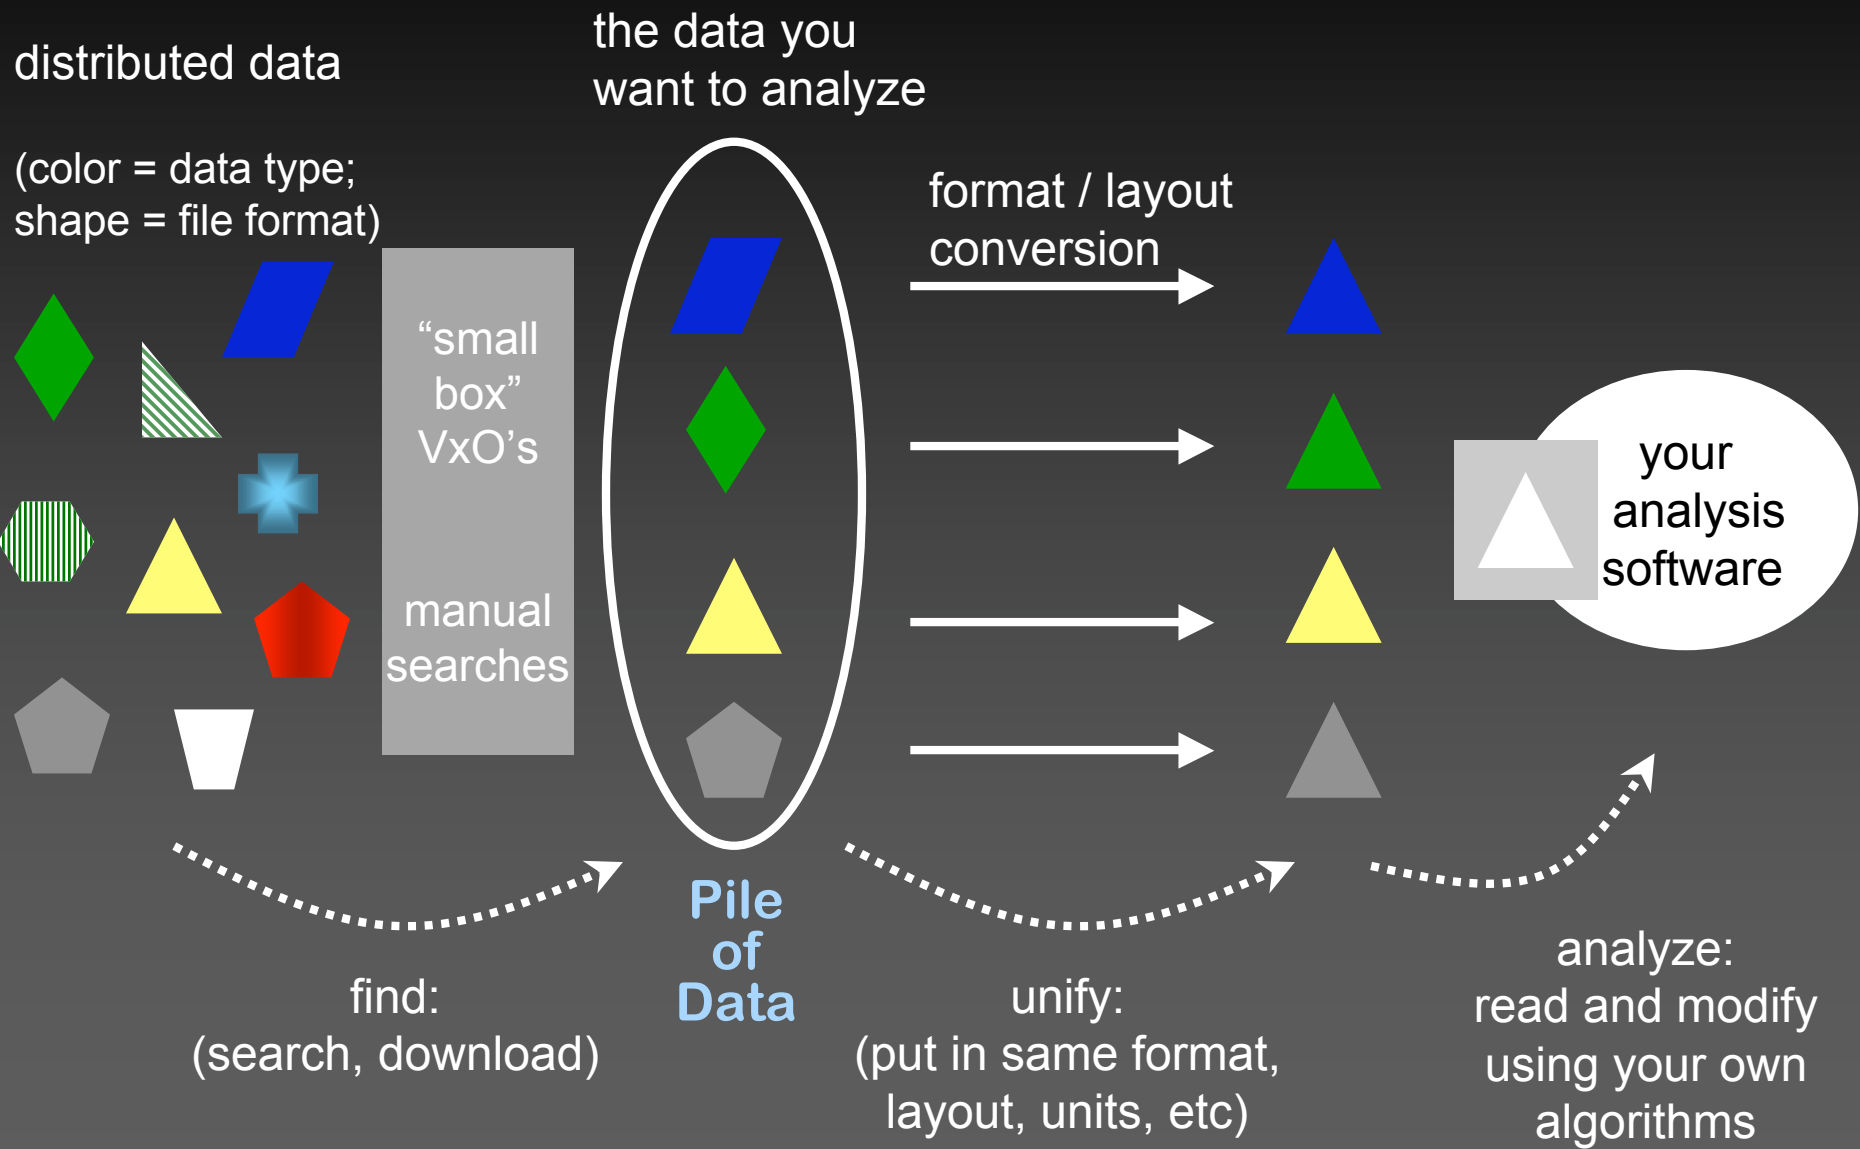 distributed data
(color = data type;
shape = file format)
the data you
want to analyze
“small
box”
VxO’s
manual
searches
format / layout
conversion
your
analysis
software
Pile
of
Data
find:
(search, download)
unify:
(put in same format,
layout, units, etc)
analyze:
read and modify
using your own
algorithms